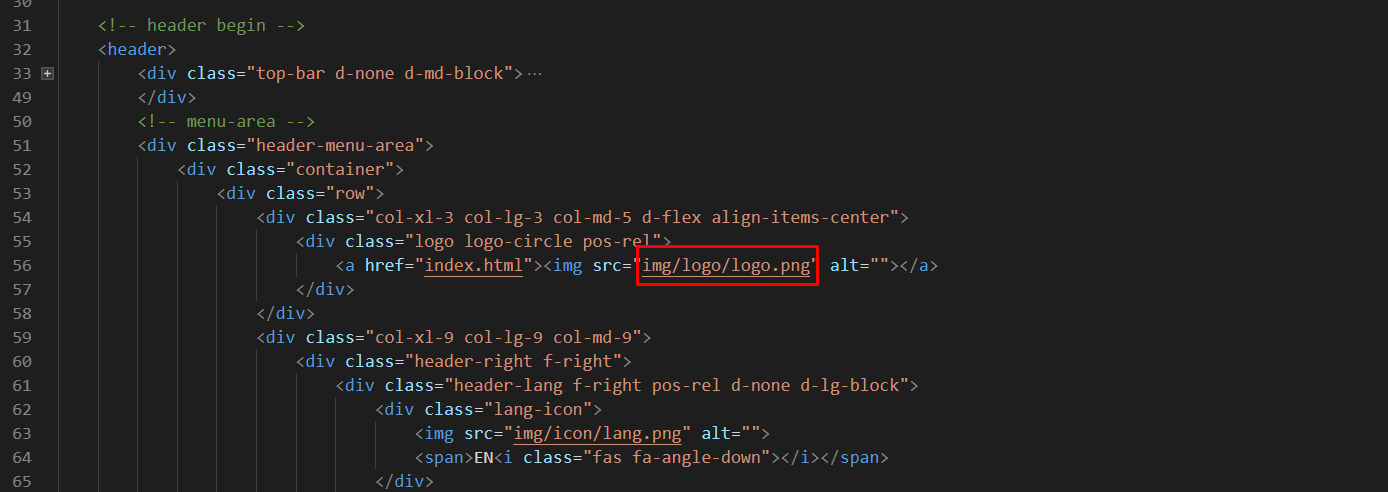 30
31 <!-- header begin -->
32 <header>
33 <div class="top-bar d-none d-md-block">...
49 </div>
50 <!-- menu-area -->
51 <div class="header-menu-area">
52 <div class="container">
53 <div class="row">
54 <div class="col-xl-3 col-lg-3 col-md-5 d-flex align-items-center">
55 <div class="logo logo-circle pos-rel">
56 <a href="index.html"><img src="img/logo/logo.png" alt=""></a>
57 </div>
58 </div>
59 <div class="col-xl-9 col-lg-9 col-md-9">
60 <div class="header-right f-right">
61 <div class="header-lang f-right pos-rel d-none d-lg-block">
62 <div class="lang-icon">
63 <img src="img/icon/lang.png" alt="">
64 <span>EN<i class="fas fa-angle-down"></i></span>
65 </div>